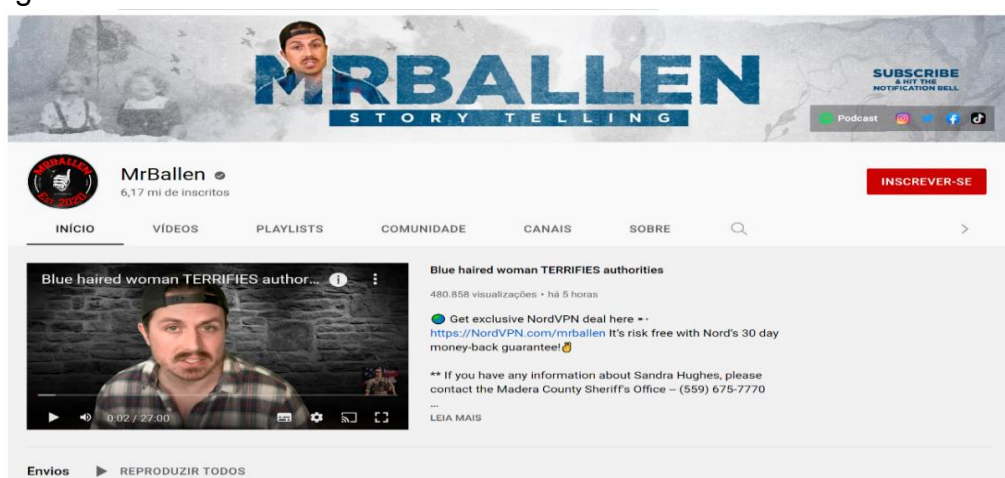 MRBALLEN
STORY TELLING
SUBSCRIBE
& HIT THE
NOTIFICATION BELL
Podcast
MRBALLEN
EST. 2020
MrBallen
6,17 mi de inscritos
INSCREVER-SE
INÍCIO VÍDEOS PLAYLISTS COMUNIDADE CANAIS SOBRE
Blue haired woman TERRIFIES author...
0:02 / 27:00
Blue haired woman TERRIFIES authorities
480.858 visualizações • há 5 horas
Get exclusive NordVPN deal here
https://NordVPN.com/mrballen It's risk free with Nord's 30 day
money-back guarantee!
** If you have any information about Sandra Hughes, please
contact the Madera County Sheriff's Office – (559) 675-7770
...
LEIA MAIS
Envios REPRODUZIR TODOS